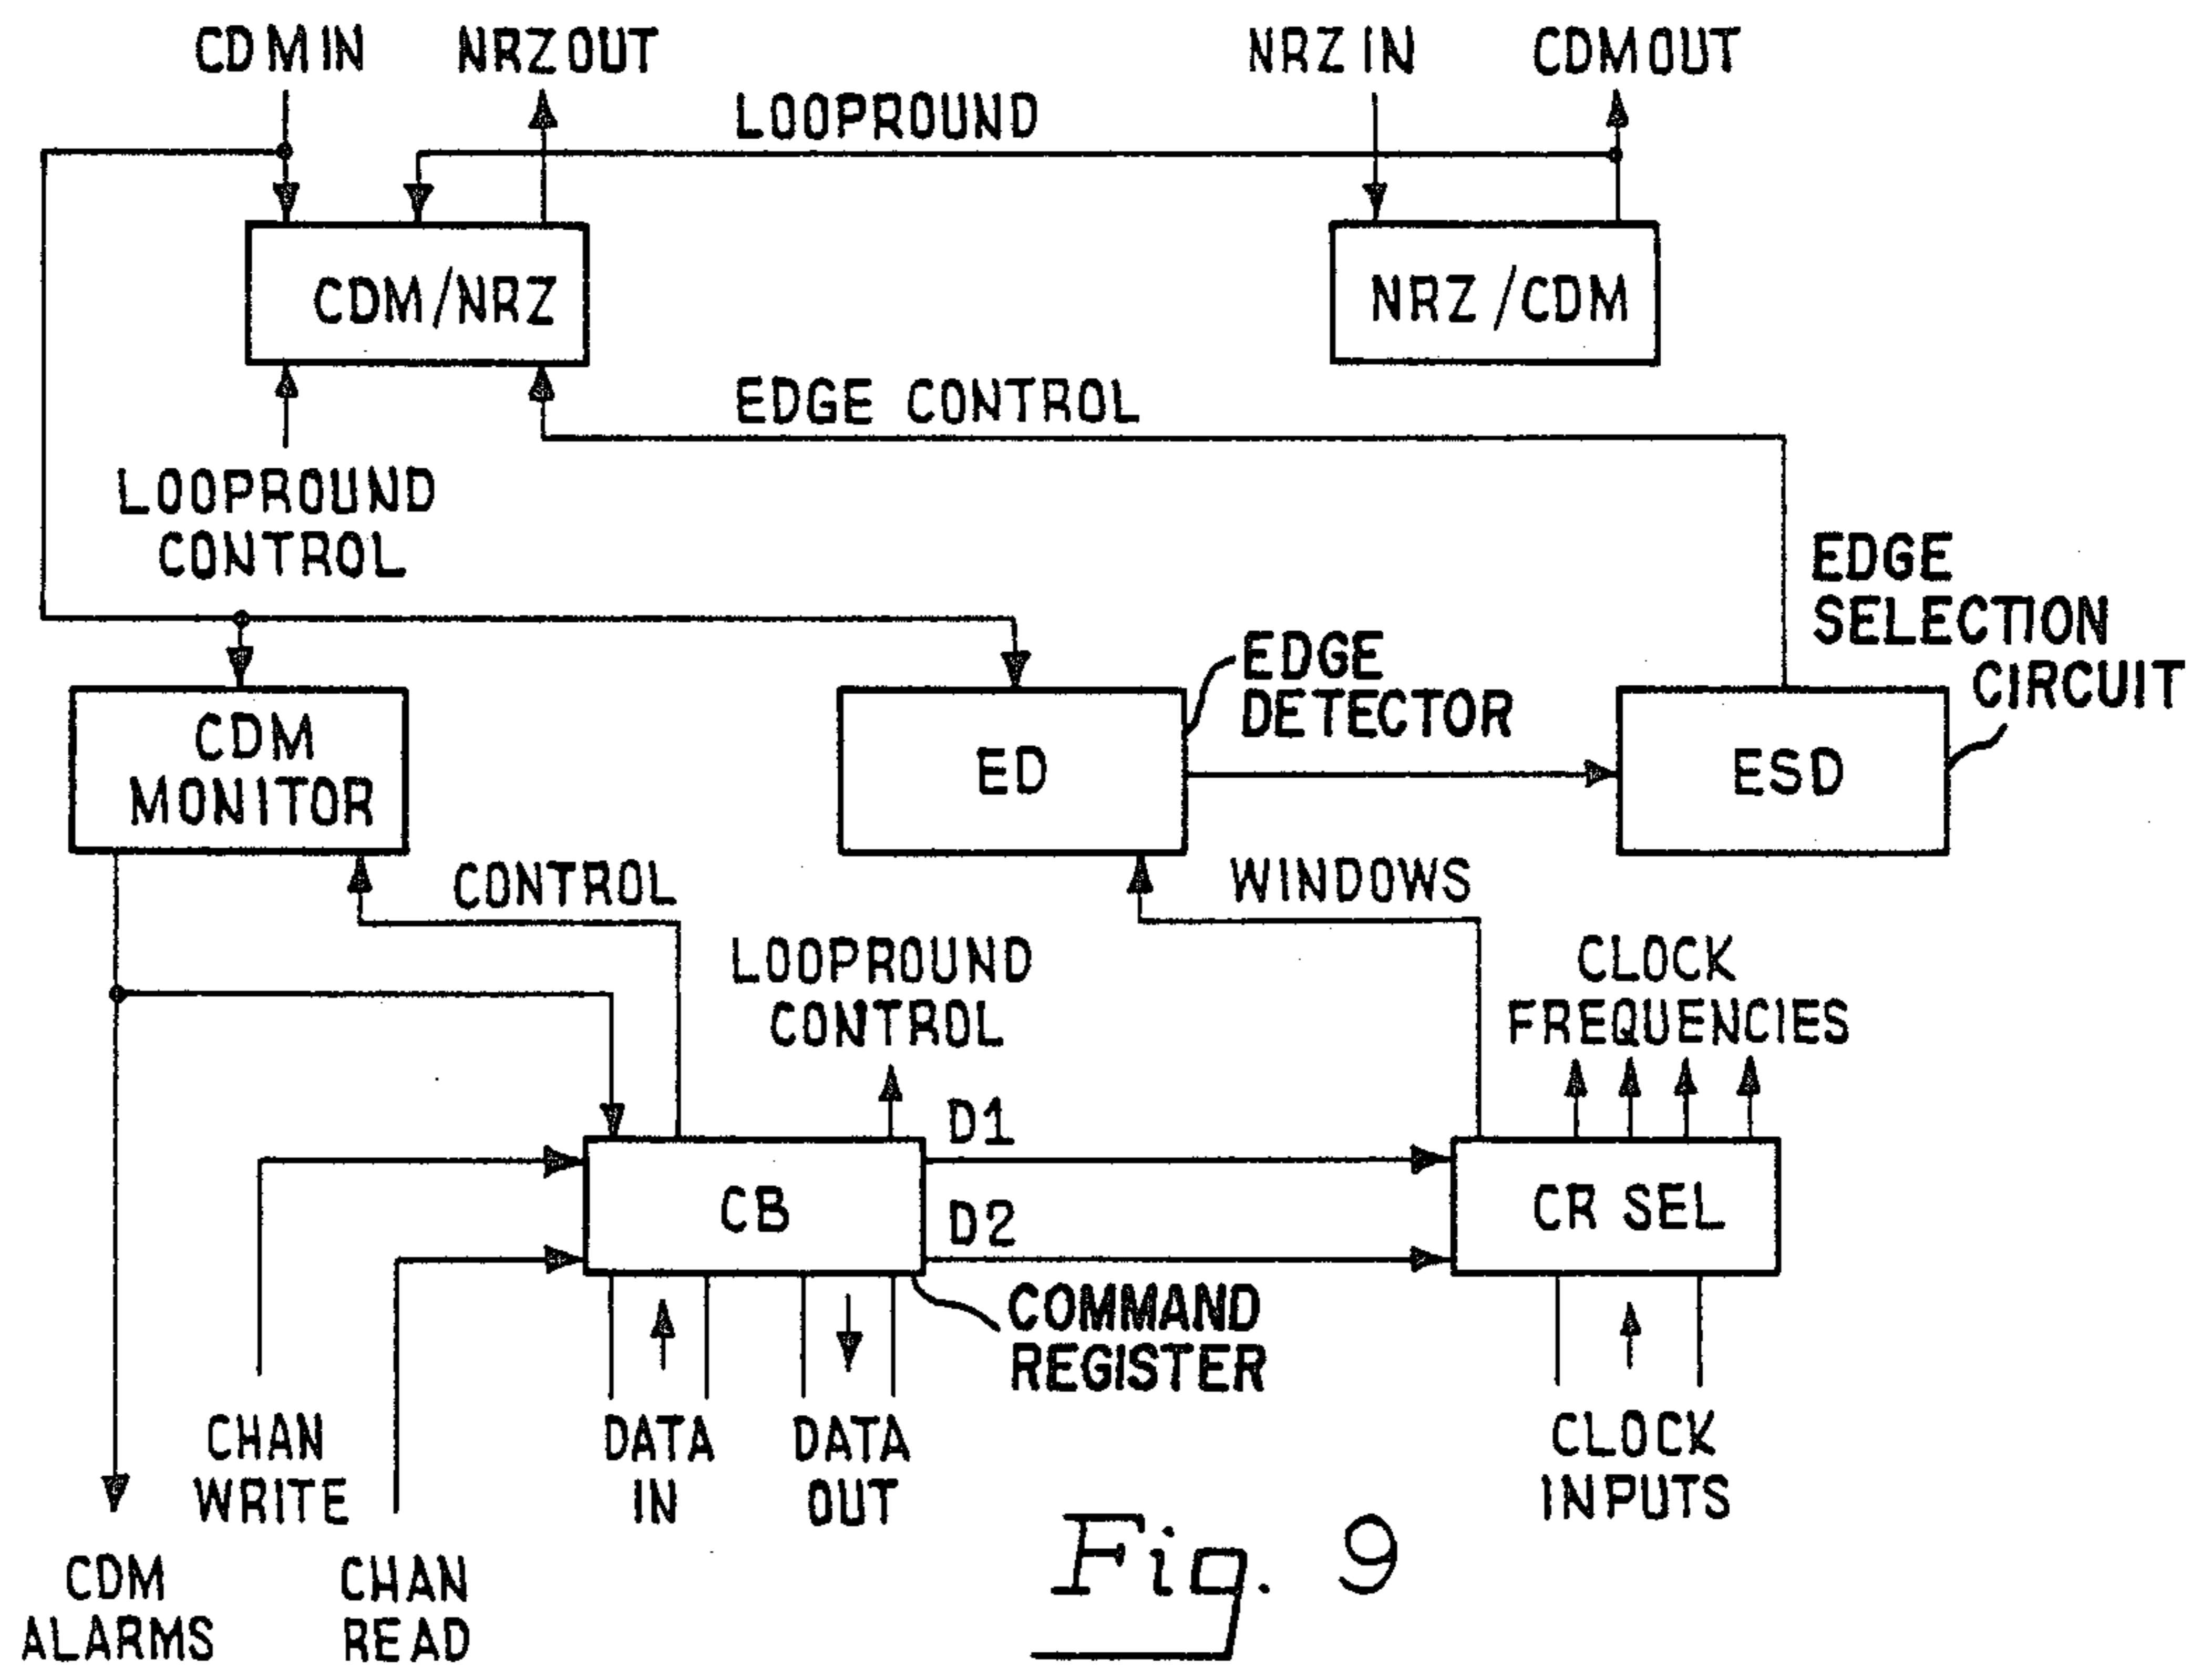 CDM IN
NRZ OUT
NRZ IN
CDM OUT
LOOPROUND
CDM/NRZ
NRZ/CDM
EDGE CONTROL
LOOPROUND
CONTROL
EDGE
SELECTION
CIRCUIT
EDGE
DETECTOR
CDM
MONITOR
ED
ESD
CONTROL
WINDOWS
LOOPROUND
CONTROL
CLOCK
FREQUENCIES
D1
CB
D2
CR SEL
COMMAND
REGISTER
CHAN
WRITE
DATA
IN
DATA
OUT
CLOCK
INPUTS
CDM
ALARMS
CHAN
READ
Fig. 9